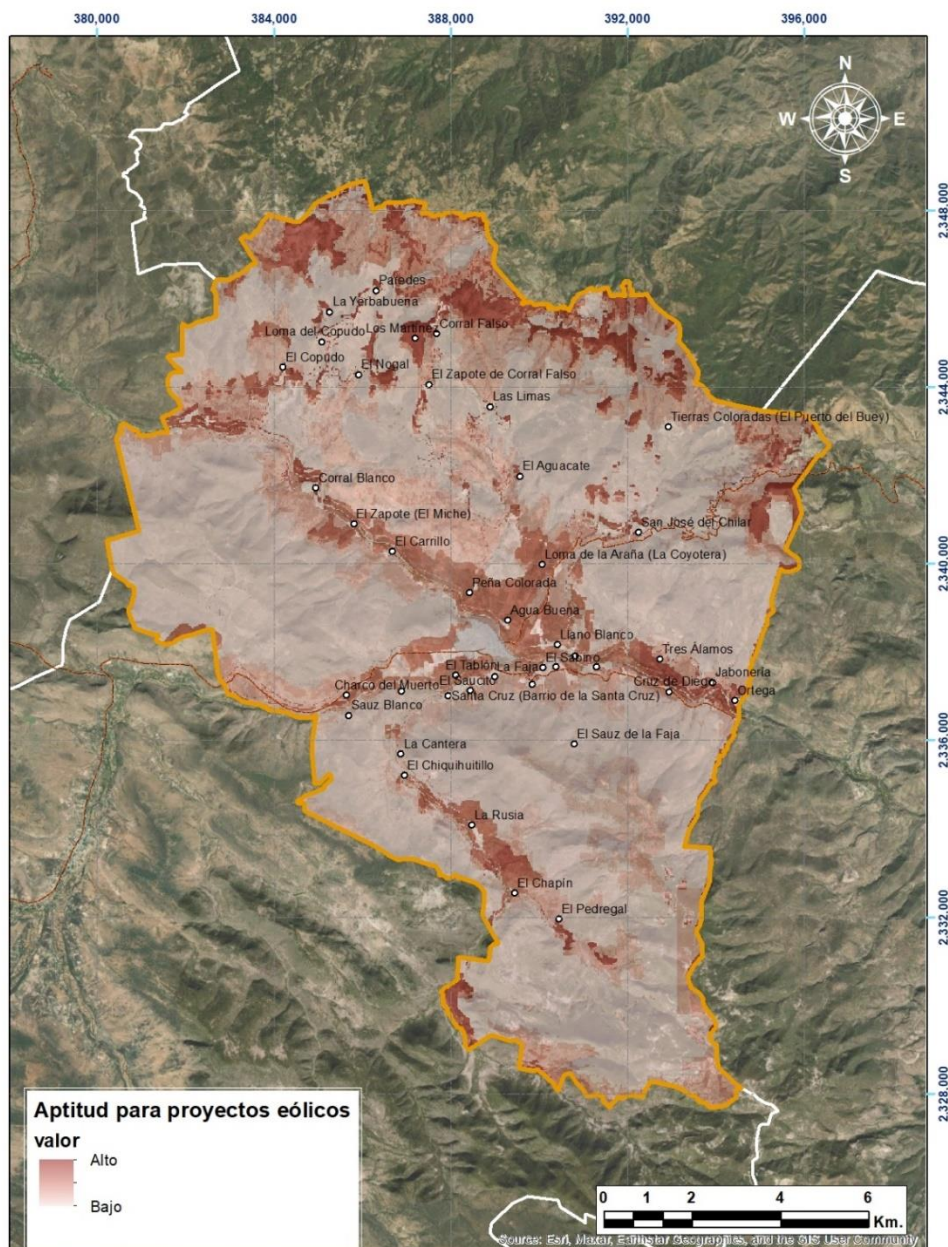 380,000 384,000 388,000 392,000 396,000
N
W E
S
2.348.000
Paredes
La Yerbabuena
Loma del Copudo Los Martínez Corral Falso
El Copudo El Nogal
El Zapote de Corral Falso
2.344.000
Las Limas
Tierras Coloradas (El Puerto del Buey)
El Aguacate
Corral Blanco
El Zapote (El Miche)
San José del Chilar
El Carrillo
Loma de la Araña (La Coyotera)
2.340.000
Peña Colorada
Agua Buena
Llano Blanco
El Sabino Tres Álamos
El Tablón La Faja
El Saucito Cruz de Diego Jabonería
Charco del Muerto Santa Cruz (Barrio de la Santa Cruz) Ortega
Sauz Blanco
2.336.000
El Sauz de la Faja
La Cantera
El Chiquihuitillo
La Rusia
El Chapín
2.332.000
El Pedregal
2.328.000
Aptitud para proyectos eólicos
valor
Alto
Bajo
0 1 2 4 6
Km.
Source: Esri, Maxar, Earthstar Geographics, and the GIS User Community